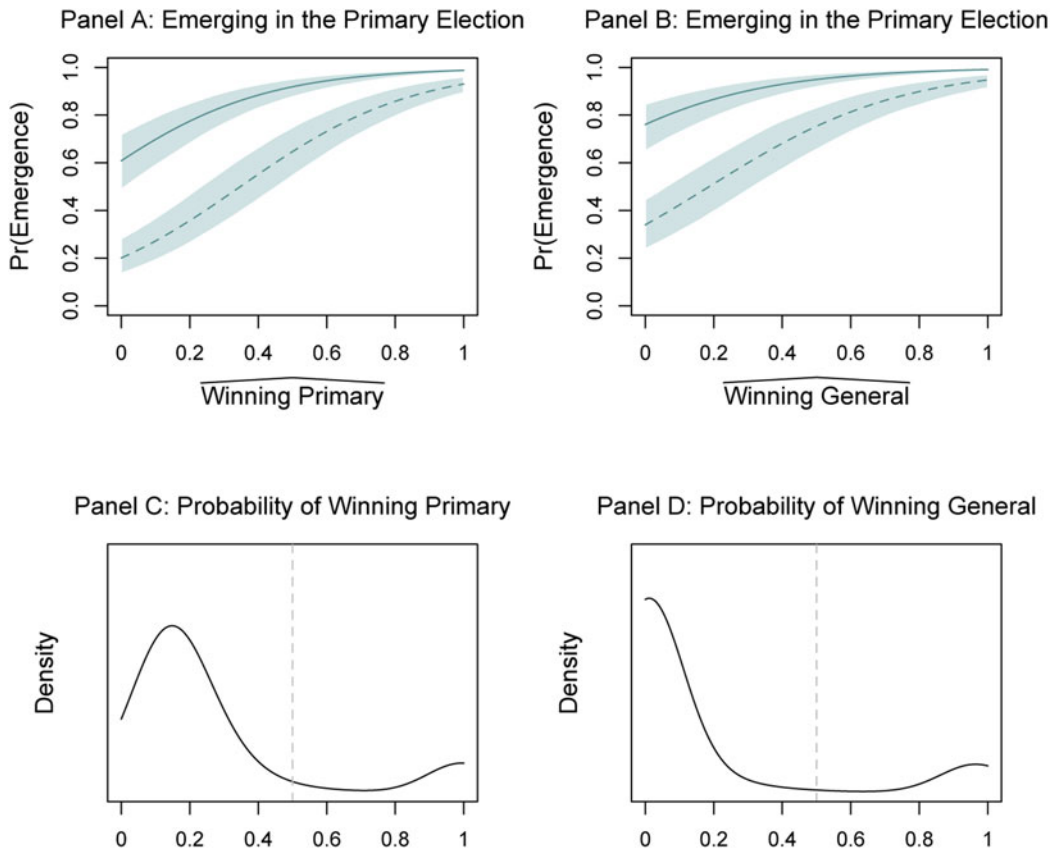 Panel A: Emerging in the Primary Election
Pr(Emergence)
1.0
0.8
0.6
0.4
0.2
0.0
0 0.2 0.4 0.6 0.8 1
Winning Primary
Panel B: Emerging in the Primary Election
Pr(Emergence)
1.0
0.8
0.6
0.4
0.2
0.0
0 0.2 0.4 0.6 0.8 1
Winning General
Panel C: Probability of Winning Primary
Density
0 0.2 0.4 0.6 0.8 1
Panel D: Probability of Winning General
Density
0 0.2 0.4 0.6 0.8 1